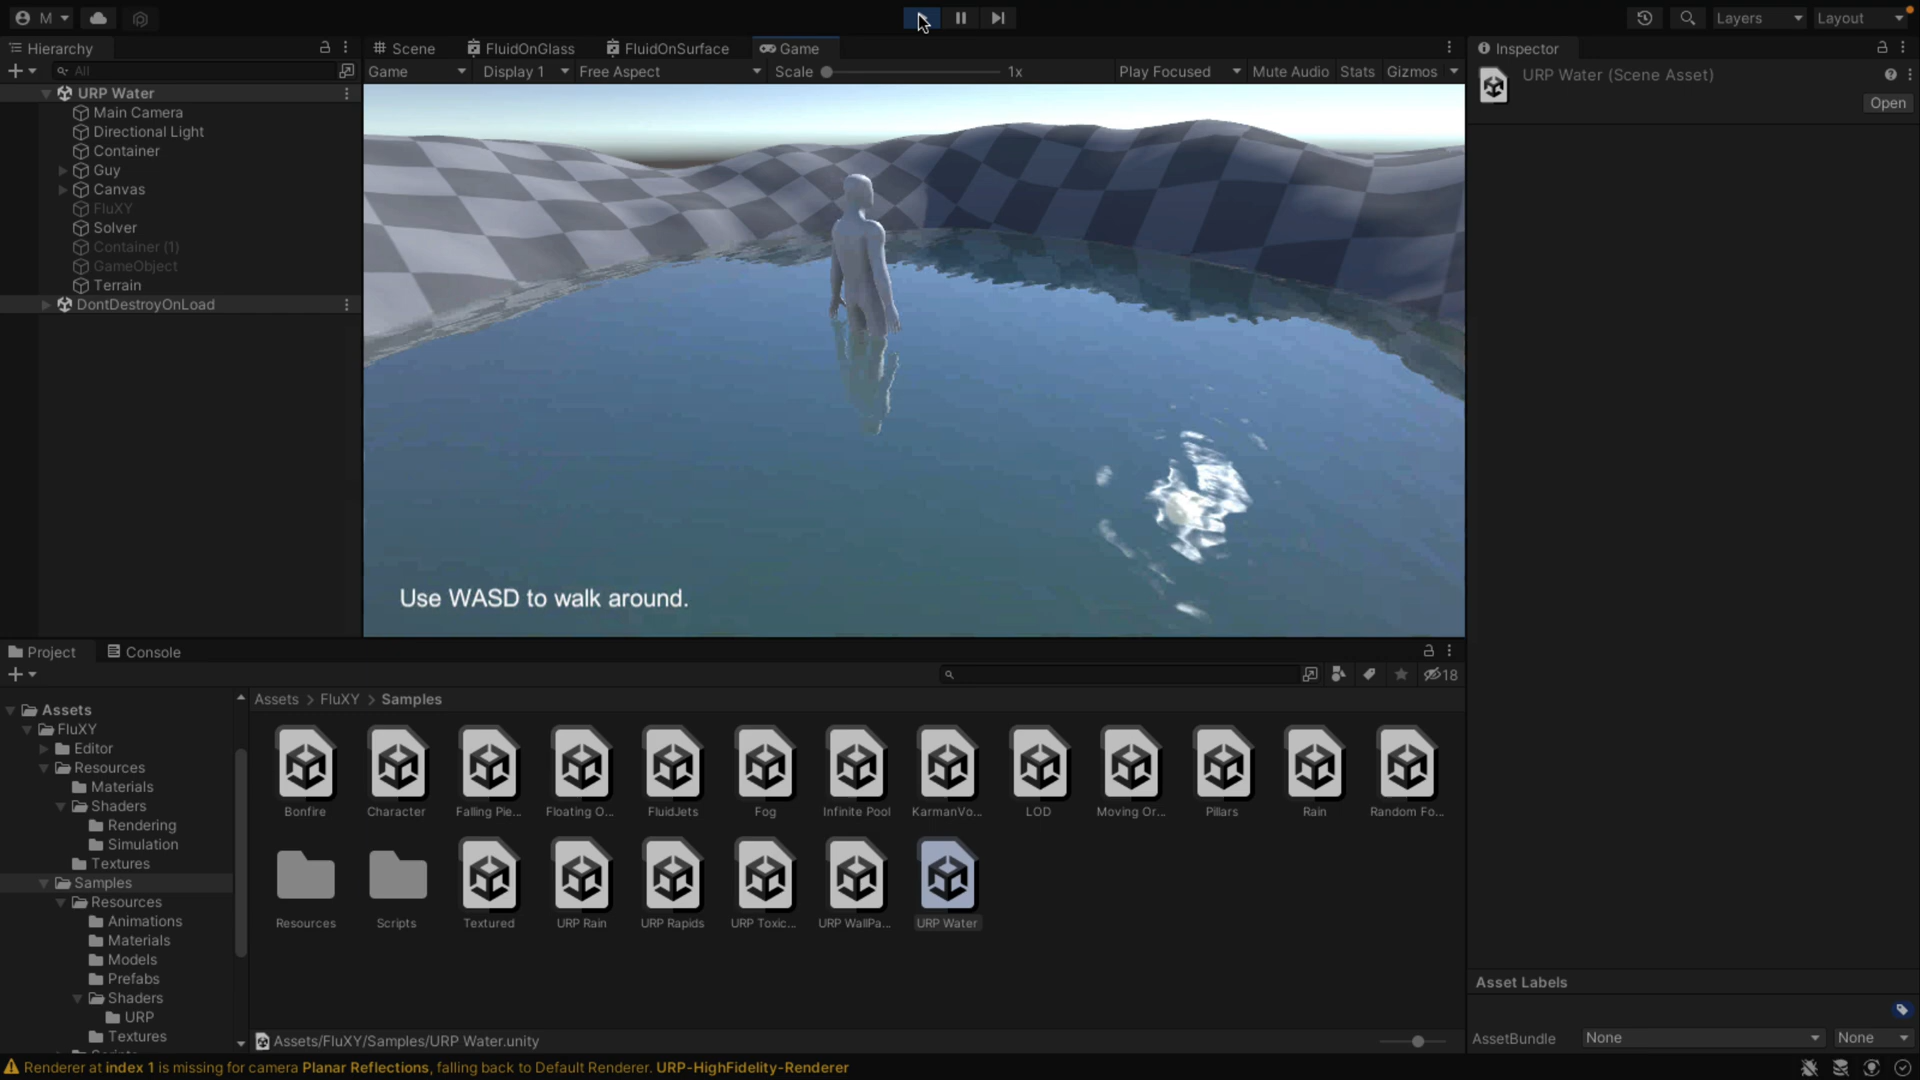 M
Layers
Layout
Hierarchy
Scene
FluidOnGlass
FluidOnSurface
Game
Inspector
All
Game
Display 1
Free Aspect
Scale
1x
Play Focused
Mute Audio
Stats
Gizmos
URP Water (Scene Asset)
Open
URP Water
Main Camera
Directional Light
Container
Guy
Canvas
FluXY
Solver
Container (1)
GameObject
Terrain
DontDestroyOnLoad
Use WASD to walk around.
Project
Console
18
Assets > FluXY > Samples
Assets
FluXY
Editor
Resources
Materials
Shaders
Rendering
Simulation
Textures
Samples
Resources
Animations
Materials
Models
Prefabs
Shaders
URP
Textures
Bonfire
Character
Falling Pie...
Floating O...
FluidJets
Fog
Infinite Pool
KarmanVo...
LOD
Moving Or...
Pillars
Rain
Random Fo...
Resources
Scripts
Textured
URP Rain
URP Rapids
URP Toxic...
URP WallPa...
URP Water
Assets/FluXY/Samples/URP Water.unity
Asset Labels
AssetBundle
None
None
Renderer at index 1 is missing for camera Planar Reflections, falling back to Default Renderer. URP-HighFidelity-Renderer